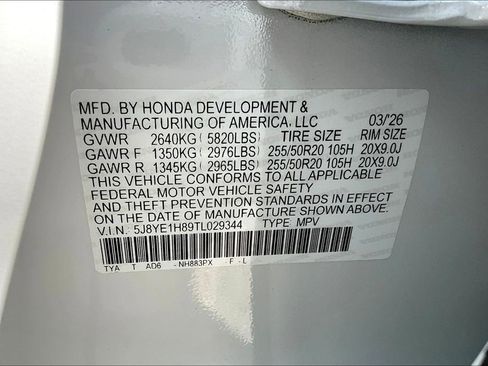 MFD. BY HONDA DEVELOPMENT &
MANUFACTURING OF AMERICA, LLC 03/'26
GVWR 2640KG (5820LBS) TIRE SIZE RIM SIZE
GAWR F 1350KG (2976LBS) 255/50R20 105H 20X9.0J
GAWR R 1345KG (2965LBS) 255/50R20 105H 20X9.0J
THIS VEHICLE CONFORMS TO ALL APPLICABLE
FEDERAL MOTOR VEHICLE SAFETY
AND THEFT PREVENTION STANDARDS IN EFFECT
ON THE DATE OF MANUFACTURE SHOWN ABOVE.
V.I.N.: 5J8YE1H89TL029344 TYPE: MPV
TYA T AD6 -NH883PX -F-L